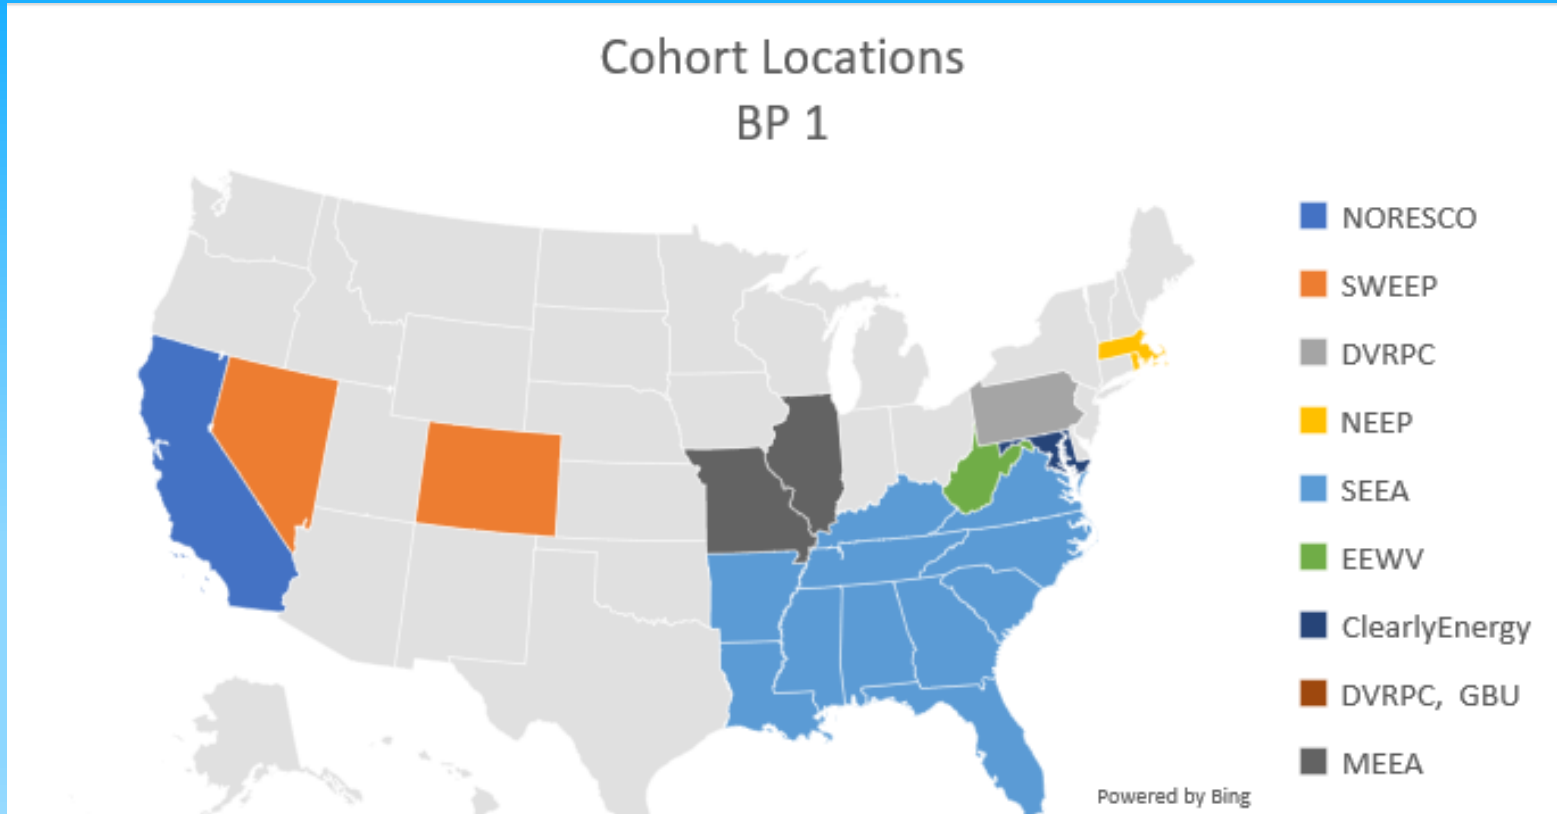 Cohort Locations
BP 1
NORESCO
SWEEP
DVRPC
NEEP
SEEA
EEWV
ClearlyEnergy
DVRPC, GBU
MEEA
Powered by Bing